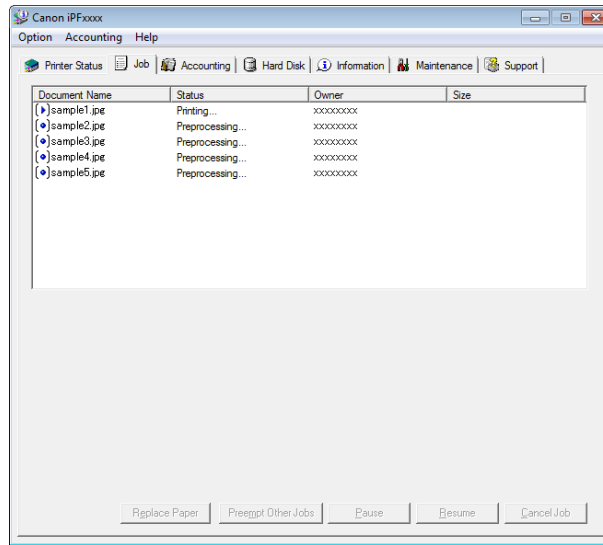 Canon iPFxxxx
Option Accounting Help
Printer Status Job Accounting Hard Disk Information Maintenance Support
Document Name Status Owner Size
sample1.jpg Printing... xxxxxxxx
sample2.jpg Preprocessing... xxxxxxxx
sample3.jpg Preprocessing... xxxxxxxx
sample4.jpg Preprocessing... xxxxxxxx
sample5.jpg Preprocessing... xxxxxxxx
Replace Paper Preempt Other Jobs Pause Resume Cancel Job